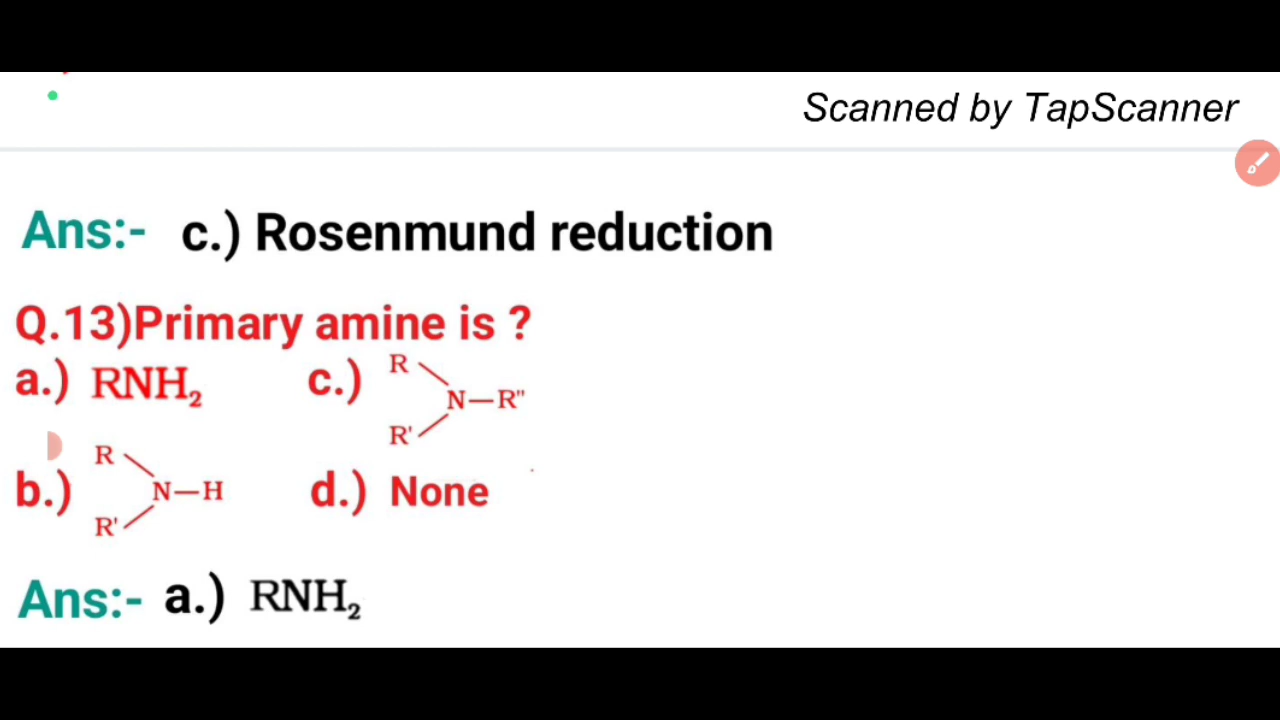 Scanned by TapScanner
Ans:- c.) Rosenmund reduction
Q.13)Primary amine is ?
a.) RNH₂ c.) R
N—R"
R'
b.) R
N—H
R'
d.) None
Ans:- a.) RNH₂